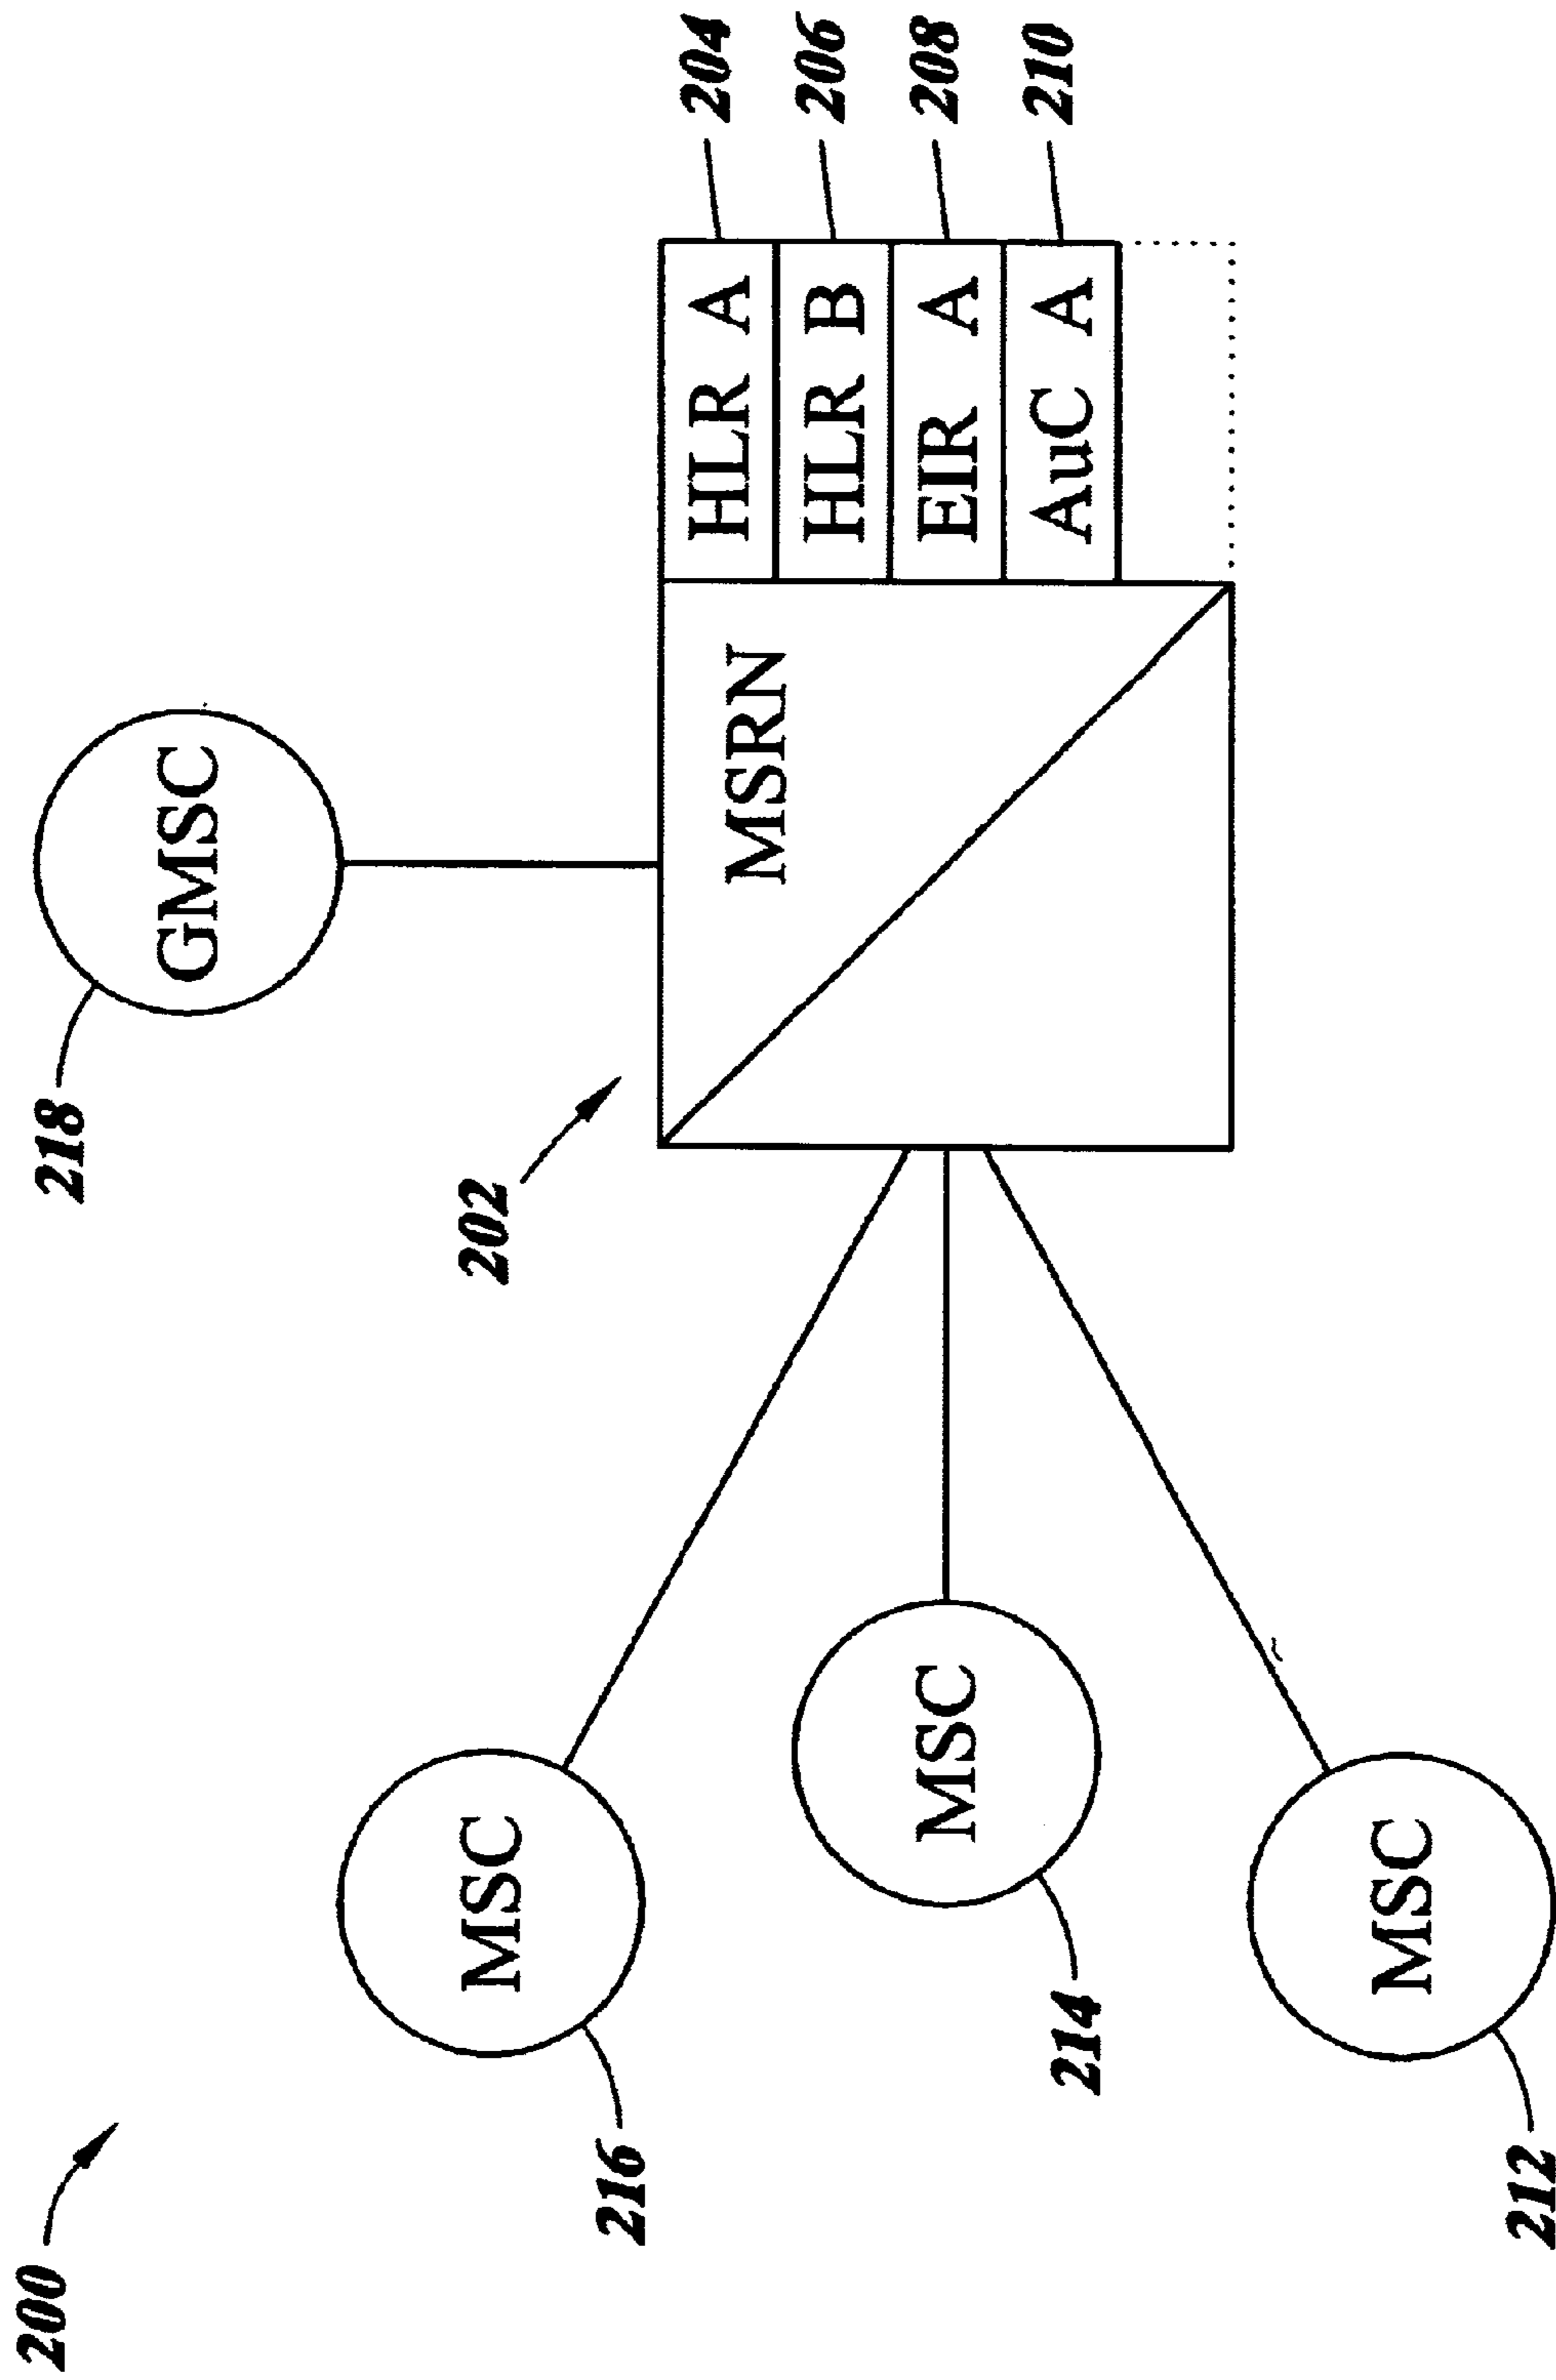 200
218
GMSC
202
MSC
216
MSRN
HLR A 204
HLR B 206
EIR A 208
AuC A 210
MSC
214
MSC
212